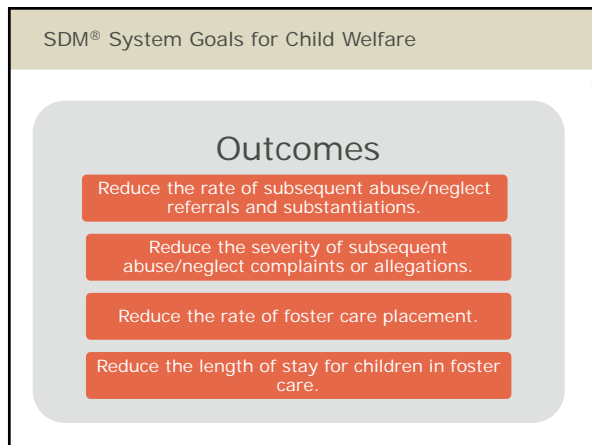 SDM® System Goals for Child Welfare
Outcomes
Reduce the rate of subsequent abuse/neglect
referrals and substantiations.
Reduce the severity of subsequent
abuse/neglect complaints or allegations.
Reduce the rate of foster care placement.
Reduce the length of stay for children in foster
care.